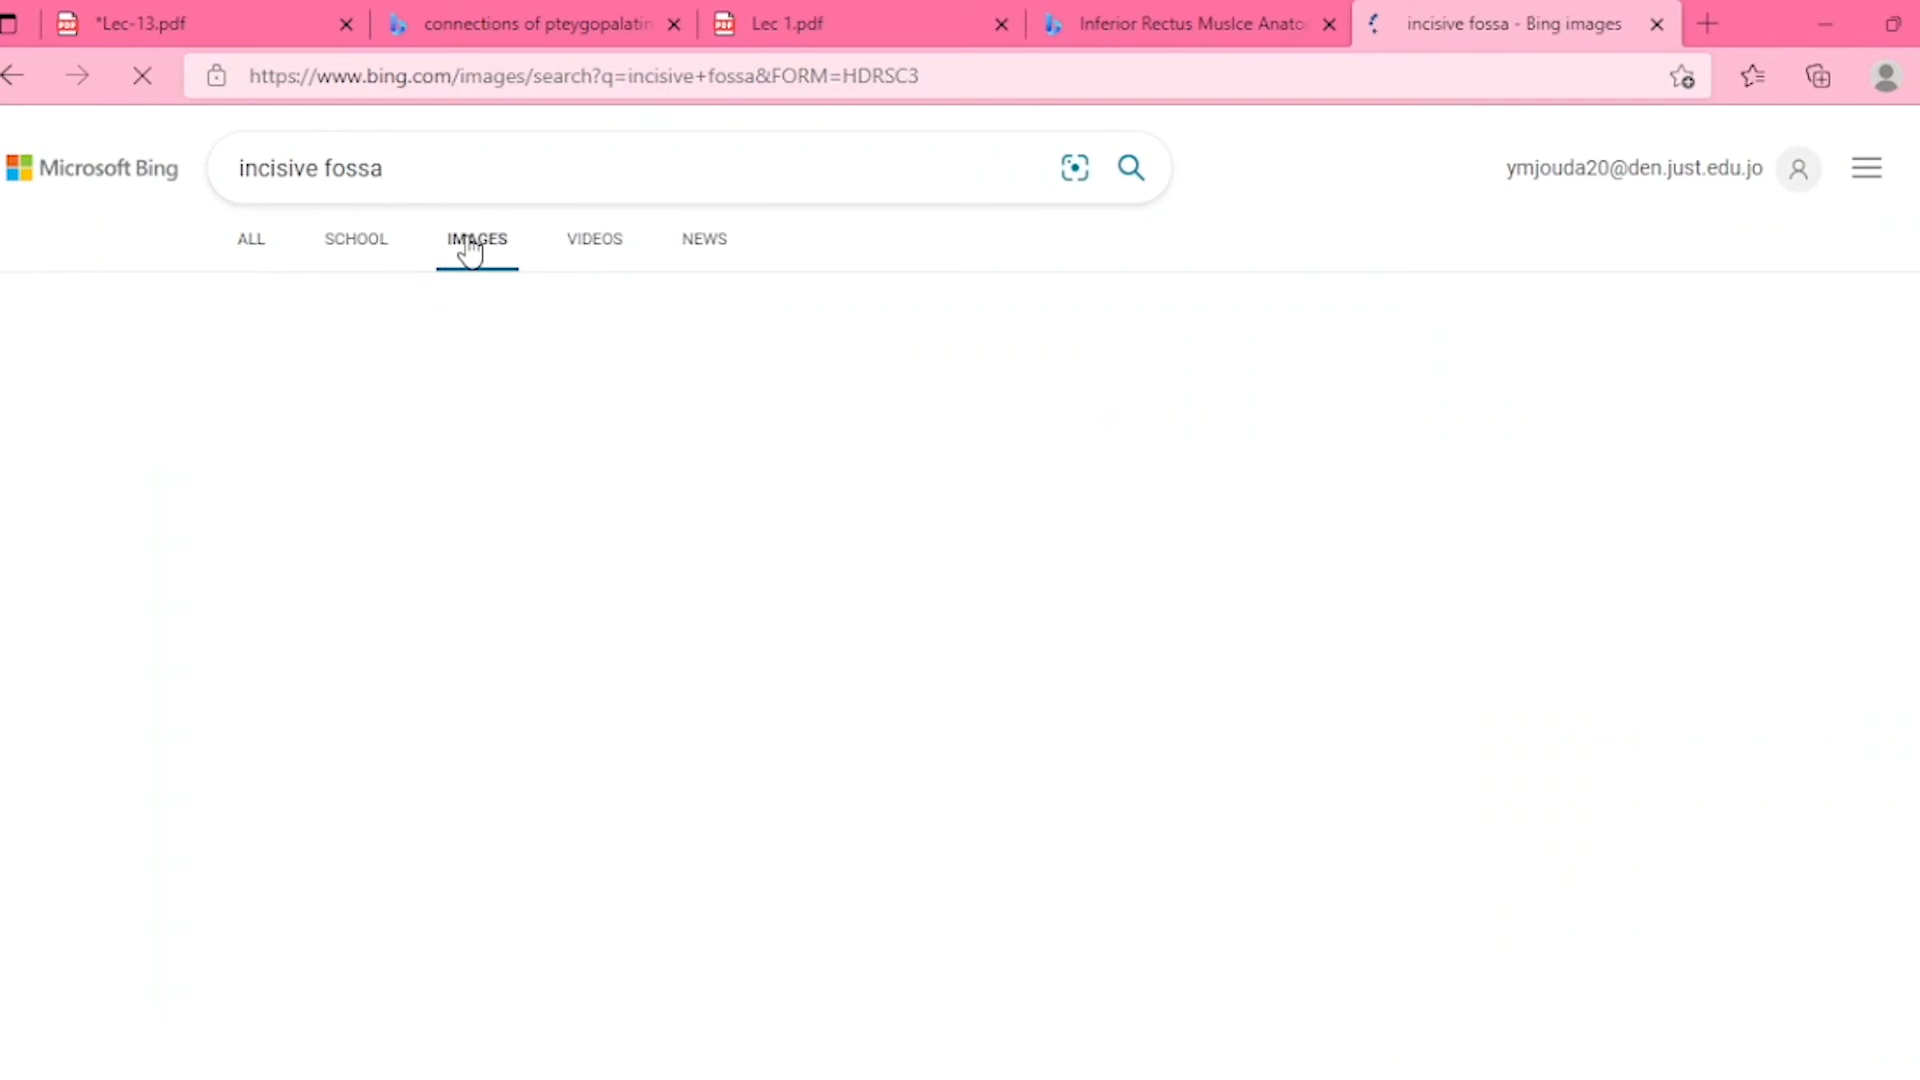 *Lec-13.pdf
connections of pteygopalatin
Lec 1.pdf
Inferior Rectus Muslce Anato
incisive fossa - Bing images
https://www.bing.com/images/search?q=incisive+fossa&FORM=HDRSC3
Microsoft Bing
incisive fossa
ymjouda20@den.just.edu.jo
ALL
SCHOOL
IMAGES
VIDEOS
NEWS